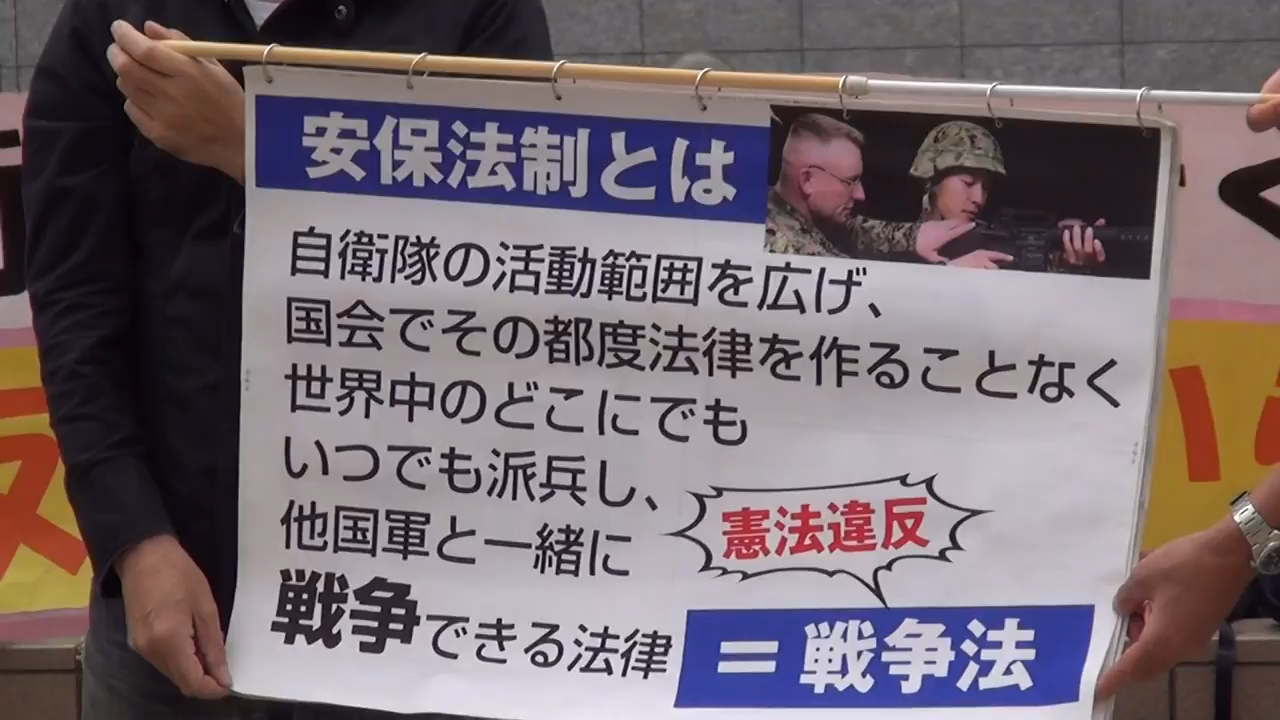 安保法制とは
自衛隊の活動範囲を広げ、
国会でその都度法律を作ることなく
世界中のどこにでも
いつでも派兵し、
他国軍と一緒に
戦争できる法律
憲法違反
＝戦争法